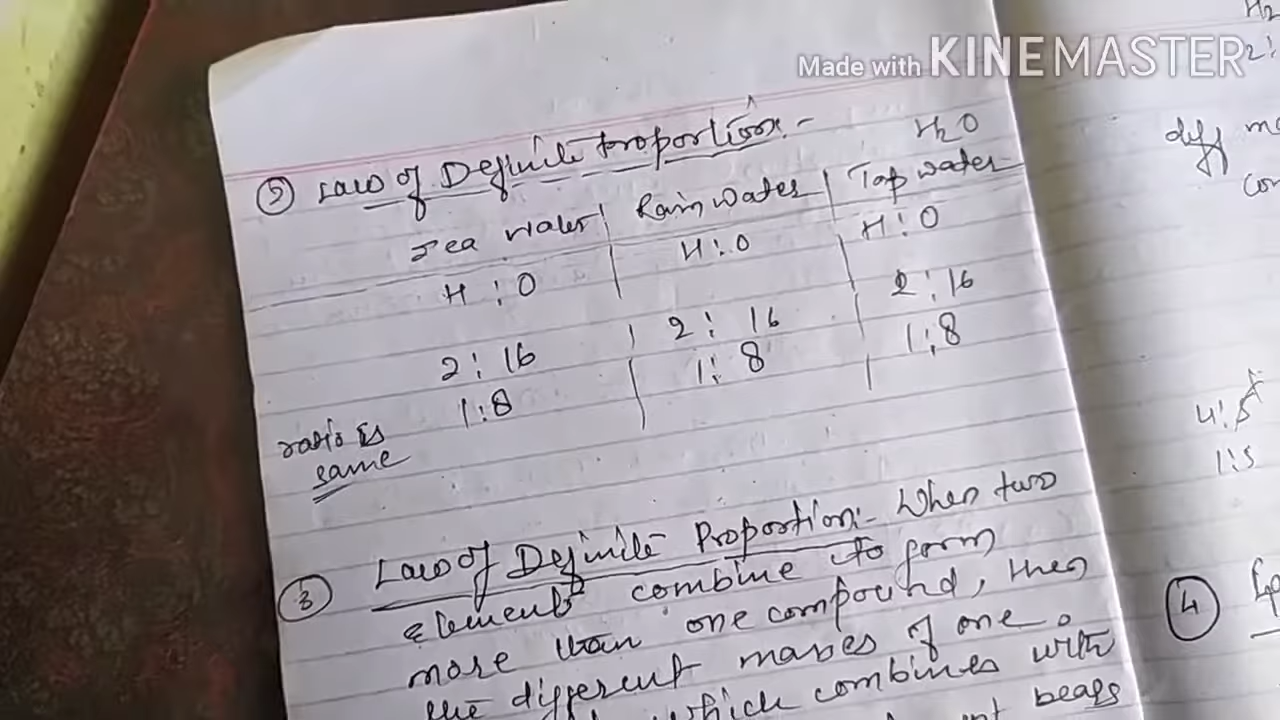 Made with KINEMASTER
② Law of Definite Proportion:-
H2O
Sea Water | Rain Water | Tap water
H : O | H : O | H : O
2 : 16 | 2 : 16 | 2 : 16
1 : 8 | 1 : 8 | 1 : 8
ratio is
same
③ Law of Definite Proportion:- When two
elements combine to form
more than one compound, then
the different masses of one
which combines with
bears
H2
2:
diff
com
4:5
1:5
④